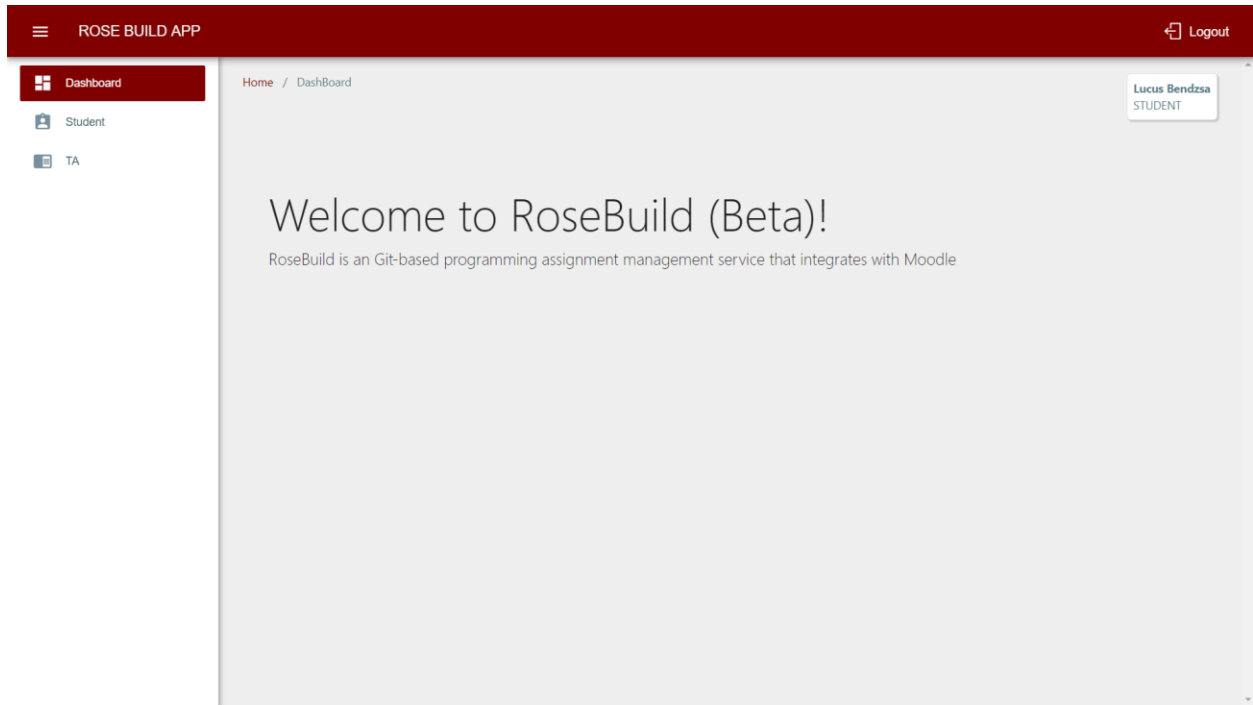 ROSE BUILD APP
Logout
Dashboard
Student
TA
Home / DashBoard
Lucus Bendzsa
STUDENT
Welcome to RoseBuild (Beta)!
RoseBuild is an Git-based programming assignment management service that integrates with Moodle